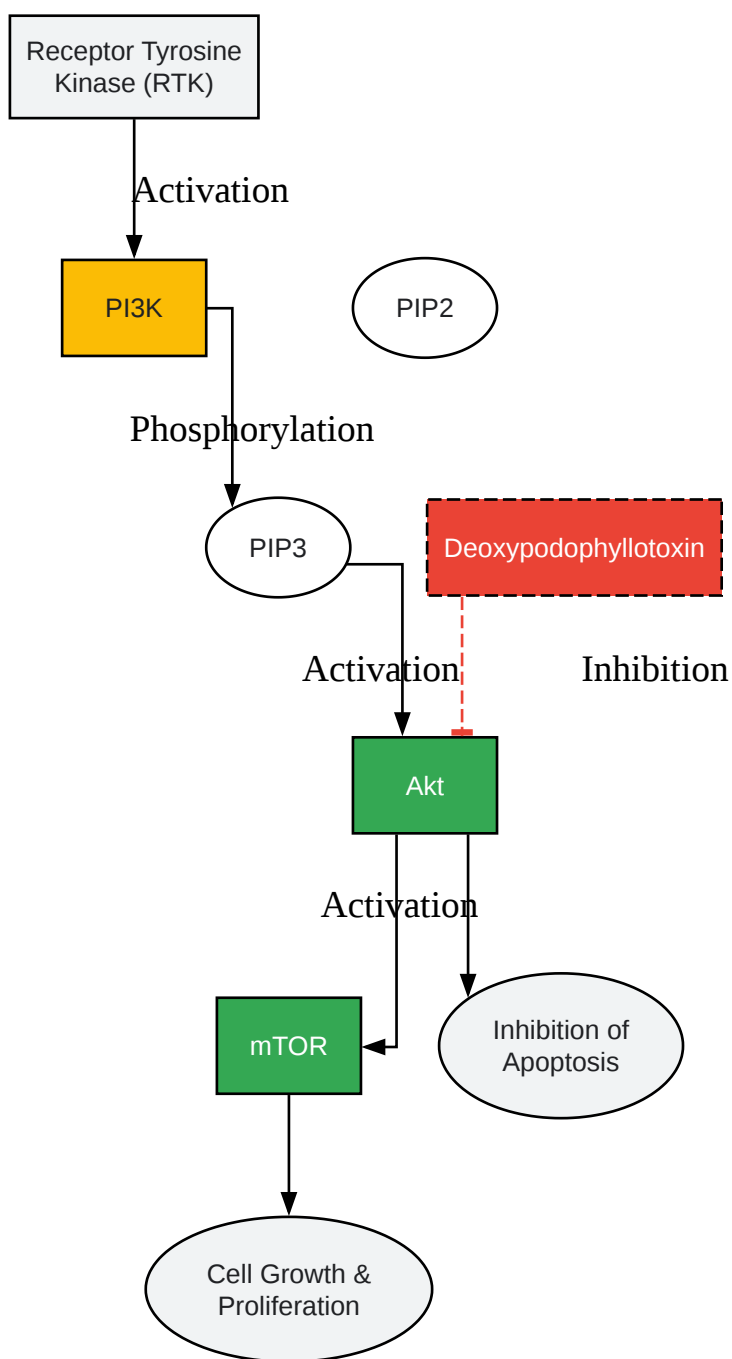 Receptor Tyrosine
Kinase (RTK)
Activation
PI3K
PIP2
Phosphorylation
PIP3
Deoxypodophyllotoxin
Activation
Inhibition
Akt
Activation
mTOR
Inhibition of
Apoptosis
Cell Growth &
Proliferation